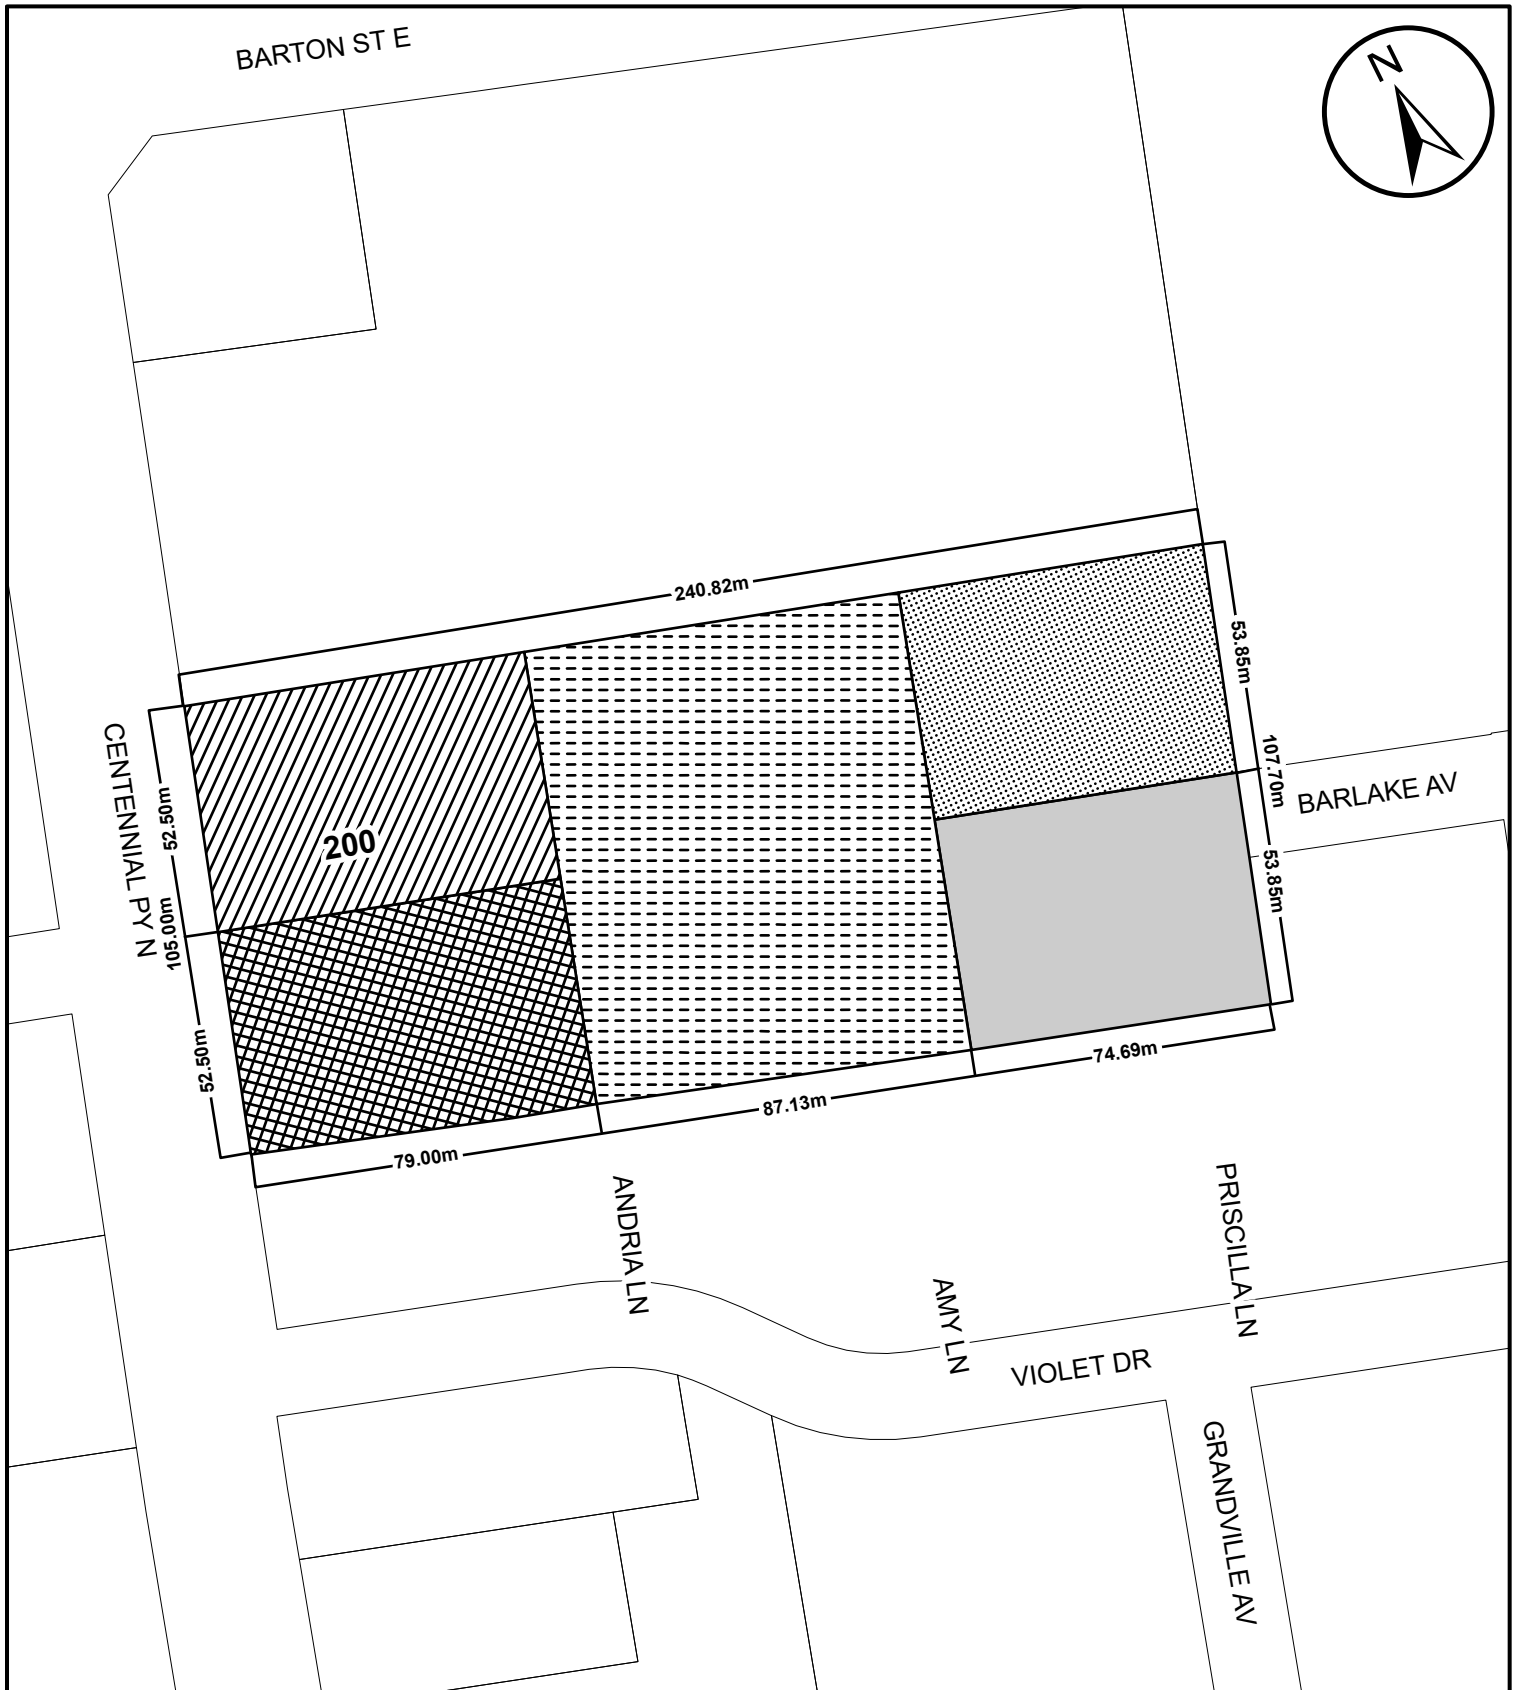 BARTON ST E
N
240.82m
53.85m
107.70m
BARLAKE AV
CENTENNIAL PY N
52.50m
200
53.85m
105.00m
52.50m
74.69m
87.13m
79.00m
ANDRIA LN
PRISCILLA LN
AMY LN
VIOLET DR
GRANDVILLE AV